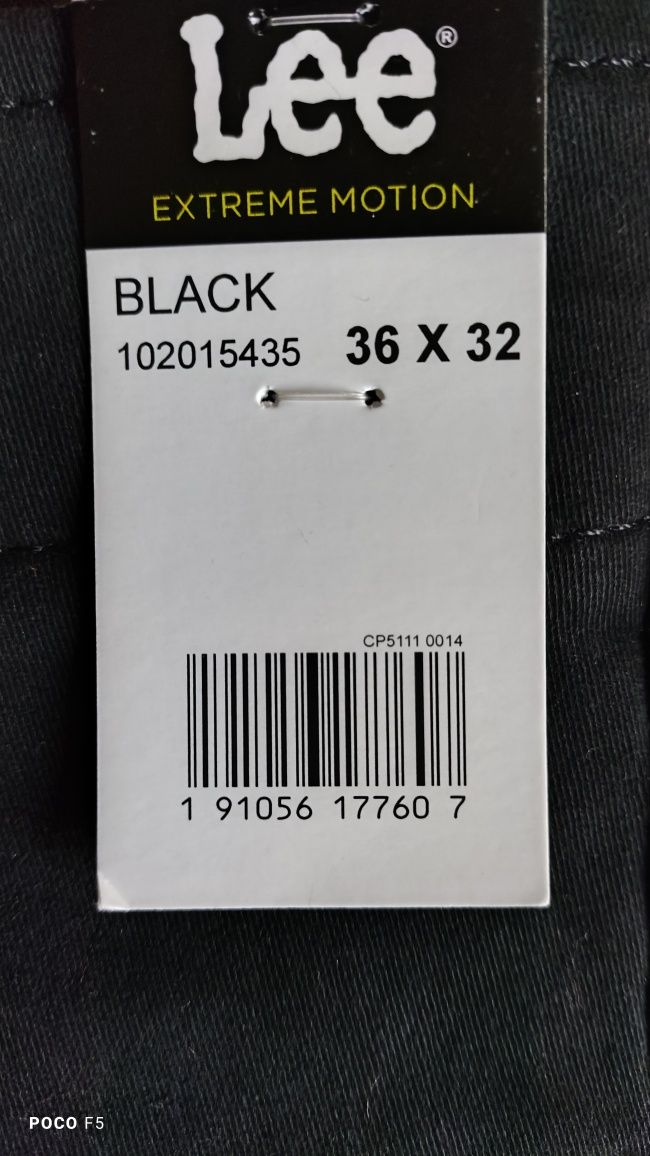 Lee®
EXTREME MOTION
BLACK
102015435 36 X 32
CP5111 0014
1 91056 17760 7
POCO F5